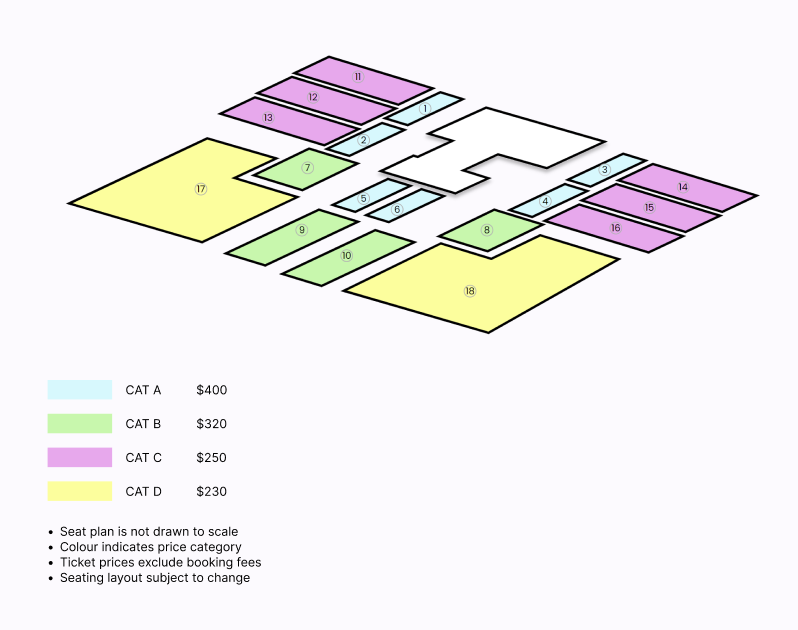 11
12
1
13
2
3
7
14
17
5
4
15
6
16
9
8
10
18
CAT A $400
CAT B $320
CAT C $250
CAT D $230
• Seat plan is not drawn to scale
• Colour indicates price category
• Ticket prices exclude booking fees
• Seating layout subject to change